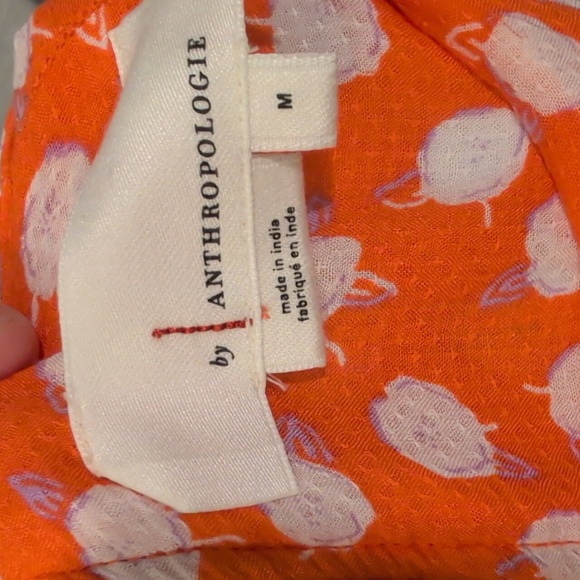 by ANTHROPOLOGIE
M
made in india
fabriqué en inde